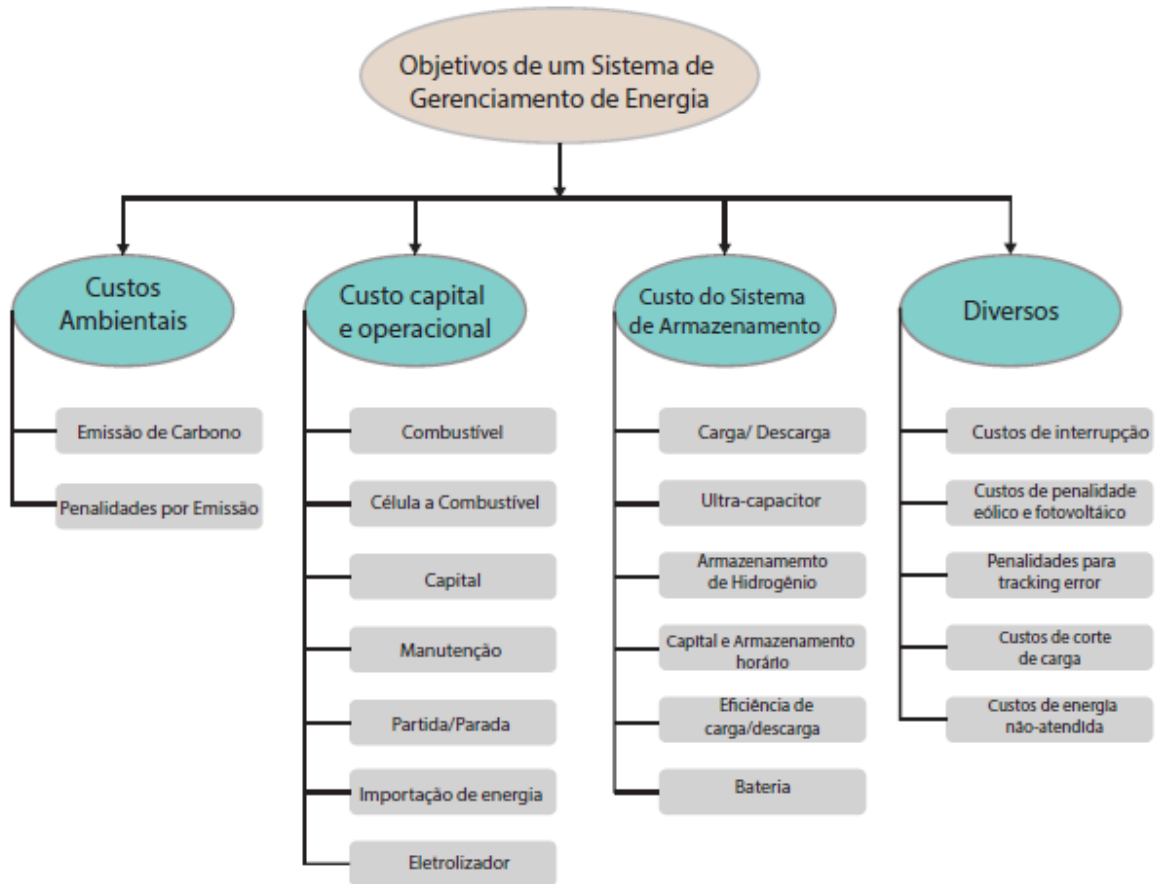 Objetivos de um Sistema de
Gerenciamento de Energia
Custos
Ambientais
Emissão de Carbono
Penalidades por Emissão
Custo capital
e operacional
Combustível
Célula a Combustível
Capital
Manutenção
Partida/Parada
Importação de energia
Eletrolizador
Custo do Sistema
de Armazenamento
Carga/ Descarga
Ultra-capacitor
Armazenamemto
de Hidrogênio
Capital e Armazenamento
horário
Eficiência de
carga/descarga
Bateria
Diversos
Custos de interrupção
Custos de penalidade
eólico e fotovoltáico
Penalidades para
tracking error
Custos de corte
de carga
Custos de energia
não-atendida